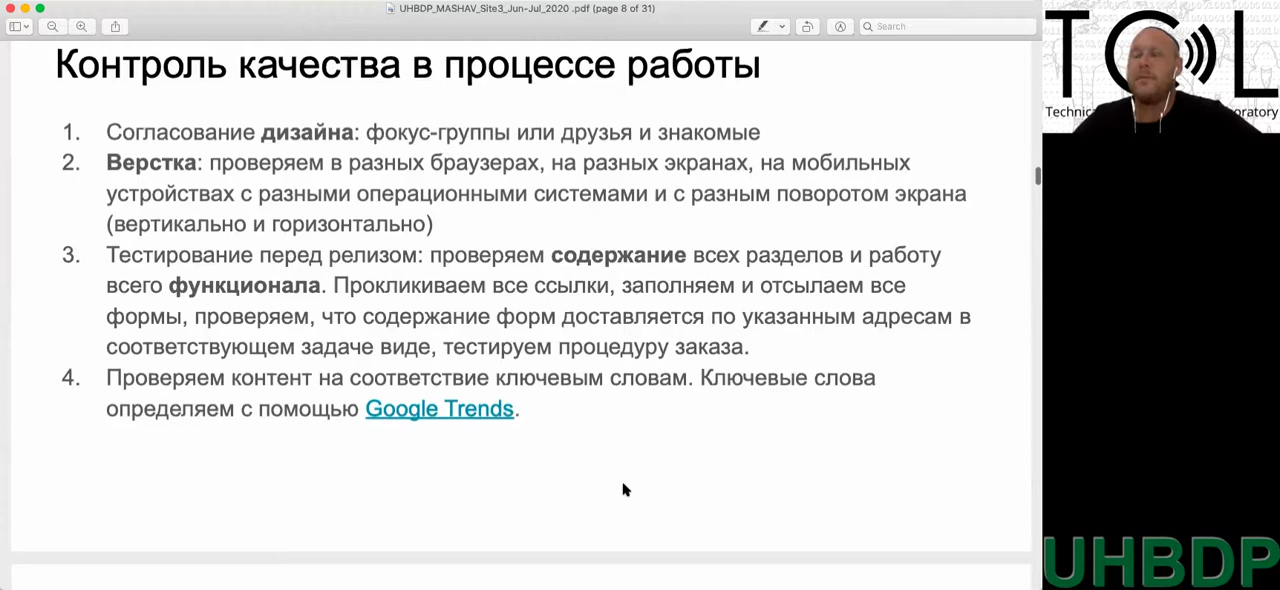 UHBDP_MASHAV_Site3_Jun-Jul_2020 .pdf (page 8 of 31)
Search
Контроль качества в процессе работы
1. Согласование дизайна: фокус-группы или друзья и знакомые
2. Верстка: проверяем в разных браузерах, на разных экранах, на мобильных
устройствах с разными операционными системами и с разным поворотом экрана
(вертикально и горизонтально)
3. Тестирование перед релизом: проверяем содержание всех разделов и работу
всего функционала. Прокликиваем все ссылки, заполняем и отсылаем все
формы, проверяем, что содержание форм доставляется по указанным адресам в
соответствующем задаче виде, тестируем процедуру заказа.
4. Проверяем контент на соответствие ключевым словам. Ключевые слова
определяем с помощью Google Trends.
UHBDP